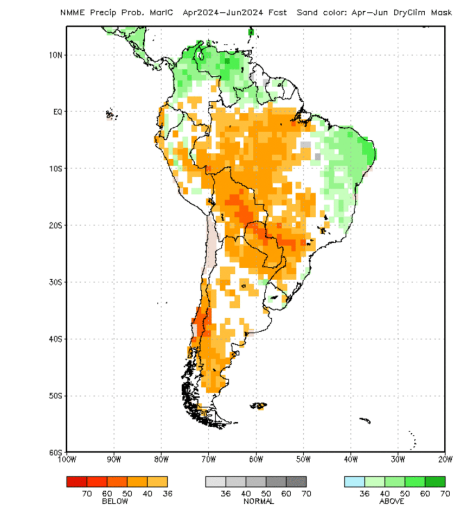 NMME Precip Prob. MarIC  Apr2024-Jun2024 Fcst  Sand color: Apr-Jun DryClim Mask
10N
EQ
10S
20S
30S
40S
50S
60S
100W 90W 80W 70W 60W 50W 40W 30W 20W
70 60 50 40 36
BELOW
36 40 50 60 70
NORMAL
36 40 50 60 70
ABOVE